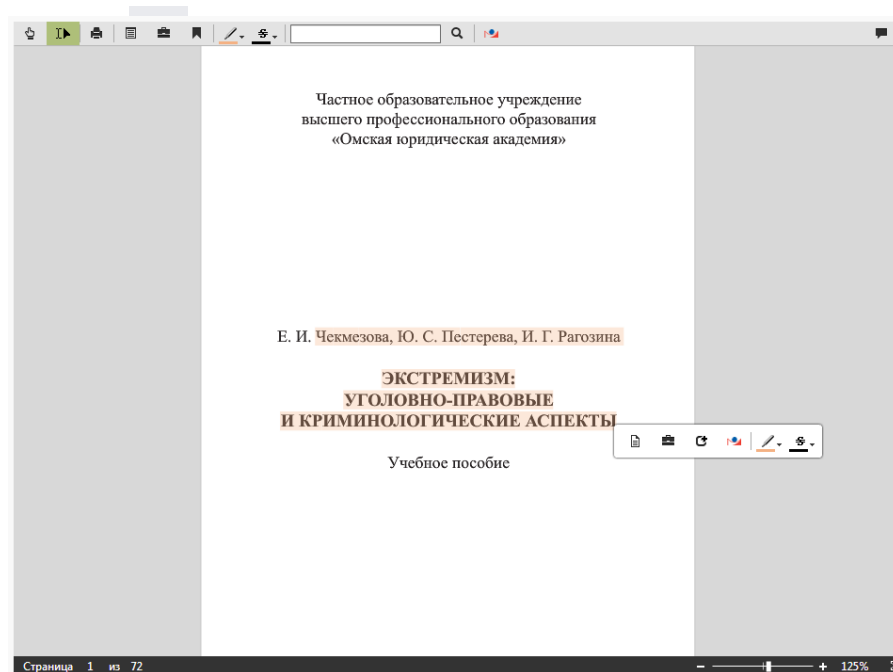 Частное образовательное учреждение
высшего профессионального образования
«Омская юридическая академия»
Е. И. Чекмезова, Ю. С. Пестерева, И. Г. Рагозина
ЭКСТРЕМИЗМ:
УГОЛОВНО-ПРАВОВЫЕ
И КРИМИНОЛОГИЧЕСКИЕ АСПЕКТЫ
Учебное пособие
Страница 1 из 72
125%